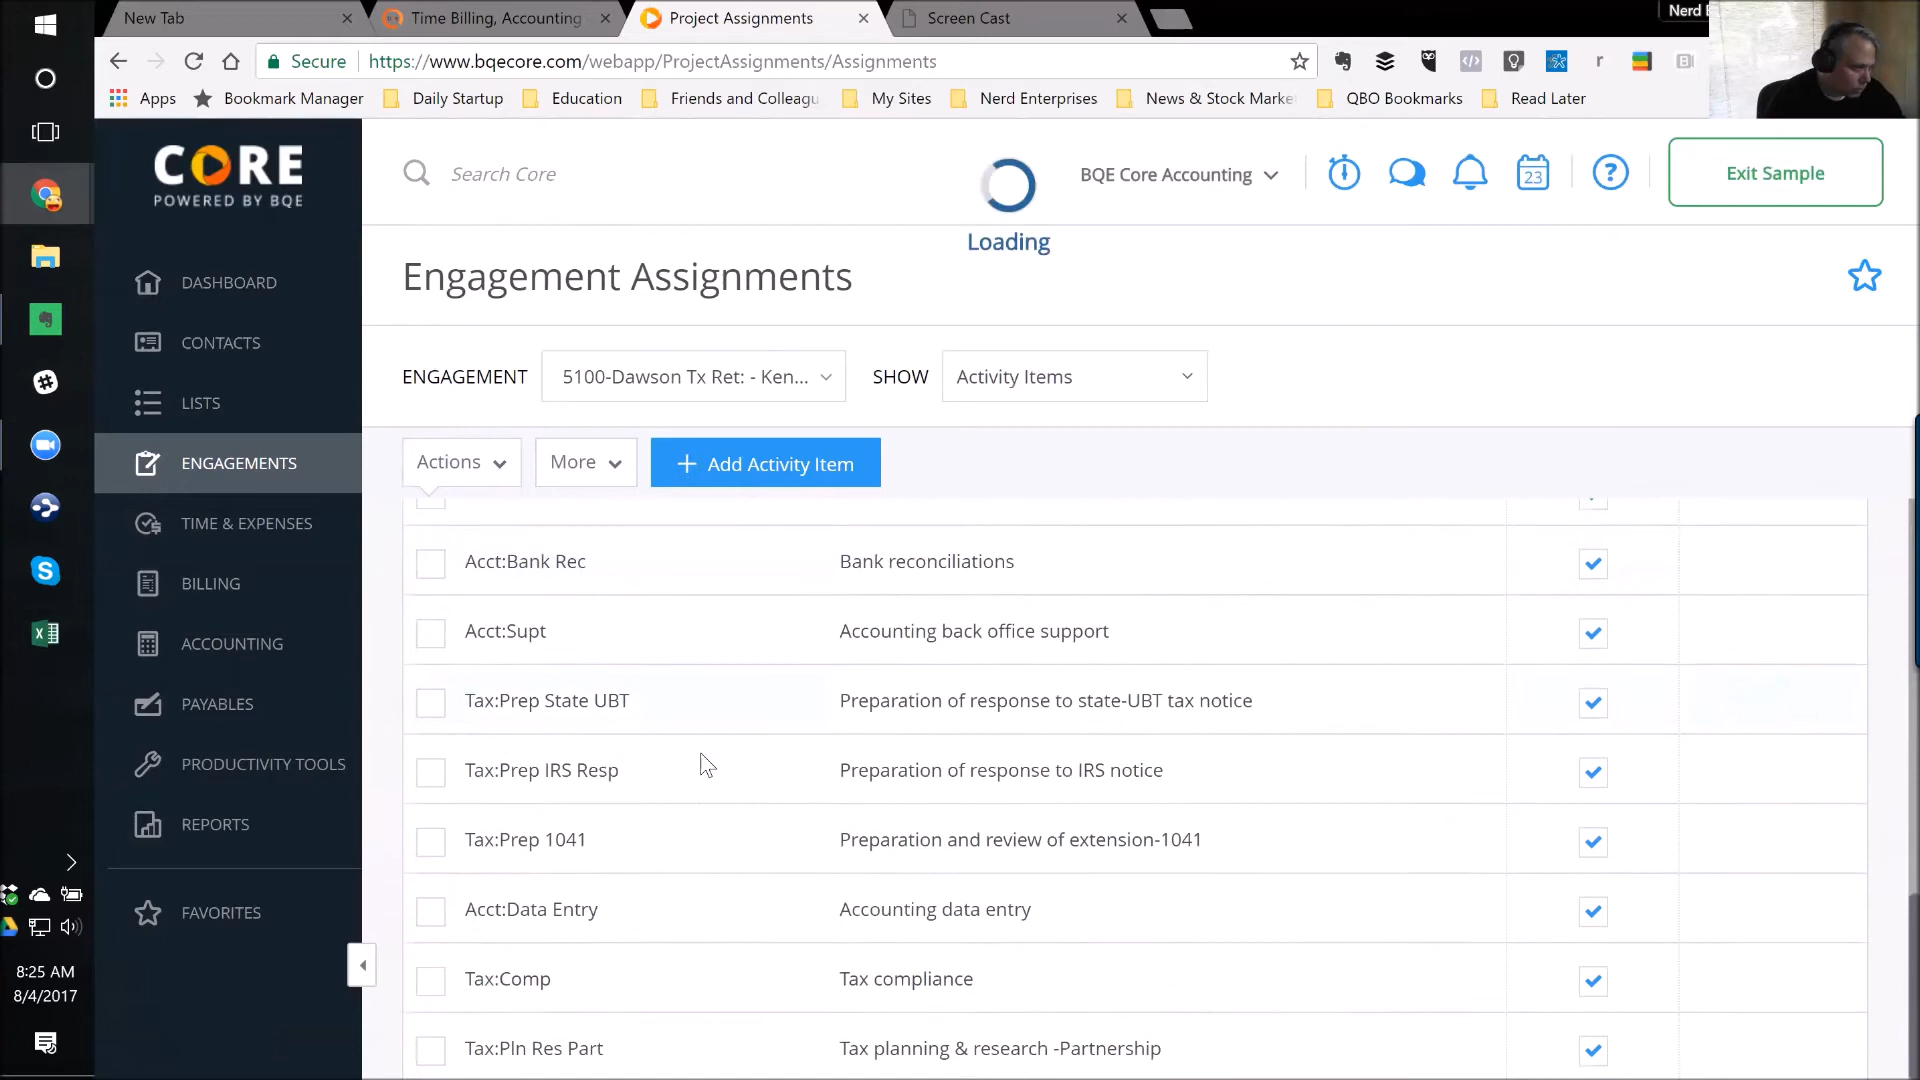 New Tab
Time Billing, Accounting
Project Assignments
Screen Cast
Nerd
Secure
https://www.bqecore.com/webapp/ProjectAssignments/Assignments
Apps
Bookmark Manager
Daily Startup
Education
Friends and Colleagu
My Sites
Nerd Enterprises
News & Stock Marke
QBO Bookmarks
Read Later
CORE
POWERED BY BQE
Search Core
Loading
BQE Core Accounting
23
?
Exit Sample
Engagement Assignments
DASHBOARD
CONTACTS
LISTS
ENGAGEMENTS
TIME & EXPENSES
BILLING
ACCOUNTING
PAYABLES
PRODUCTIVITY TOOLS
REPORTS
FAVORITES
ENGAGEMENT
5100-Dawson Tx Ret: - Ken...
SHOW
Activity Items
Actions
More
+ Add Activity Item
Acct:Bank Rec
Bank reconciliations
Acct:Supt
Accounting back office support
Tax:Prep State UBT
Preparation of response to state-UBT tax notice
Tax:Prep IRS Resp
Preparation of response to IRS notice
Tax:Prep 1041
Preparation and review of extension-1041
Acct:Data Entry
Accounting data entry
Tax:Comp
Tax compliance
Tax:Pln Res Part
Tax planning & research -Partnership
8:25 AM
8/4/2017